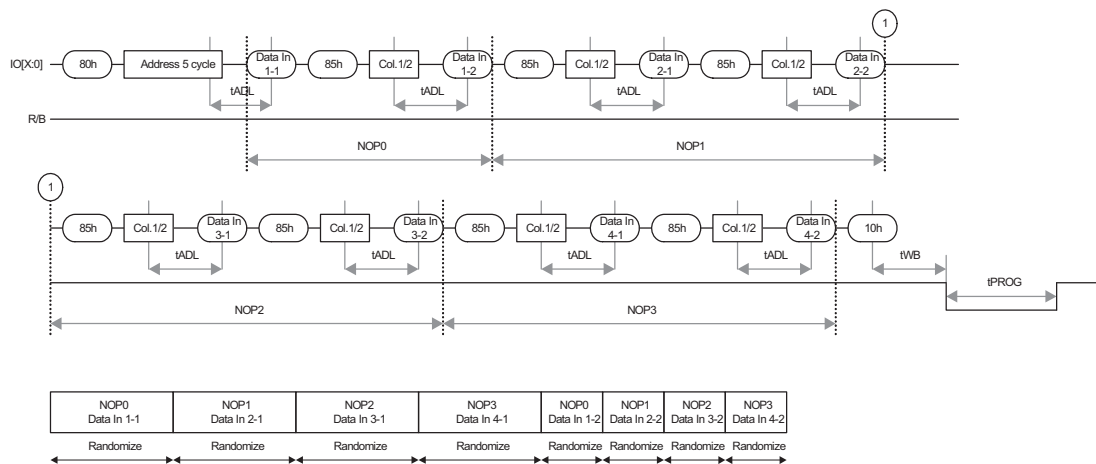 1
IO[X:0] 80h Address 5 cycle Data In 1-1 85h Col.1/2 Data In 1-2 85h Col.1/2 Data In 2-1 85h Col.1/2 Data In 2-2
tADL tADL tADL tADL
R/B
NOP0 NOP1
1
85h Col.1/2 Data In 3-1 85h Col.1/2 Data In 3-2 85h Col.1/2 Data In 4-1 85h Col.1/2 Data In 4-2 10h
tADL tADL tADL tADL tWB
tPROG
NOP2 NOP3
NOP0 NOP1 NOP2 NOP3 NOP0 NOP1 NOP2 NOP3
Data In 1-1 Data In 2-1 Data In 3-1 Data In 4-1 Data In 1-2 Data In 2-2 Data In 3-2 Data In 4-2
Randomize Randomize Randomize Randomize Randomize Randomize Randomize Randomize